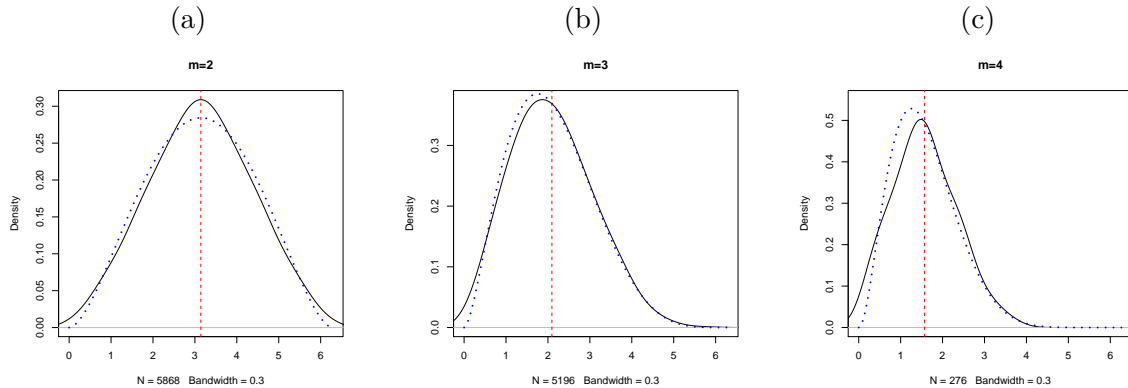 (a)
m=2
Density
0.00
0.05
0.10
0.15
0.20
0.25
0.30
0 1 2 3 4 5 6
N = 5868 Bandwidth = 0.3
(b)
m=3
Density
0.0
0.1
0.2
0.3
0 1 2 3 4 5 6
N = 5196 Bandwidth = 0.3
(c)
m=4
Density
0.0
0.1
0.2
0.3
0.4
0.5
0 1 2 3 4 5 6
N = 276 Bandwidth = 0.3